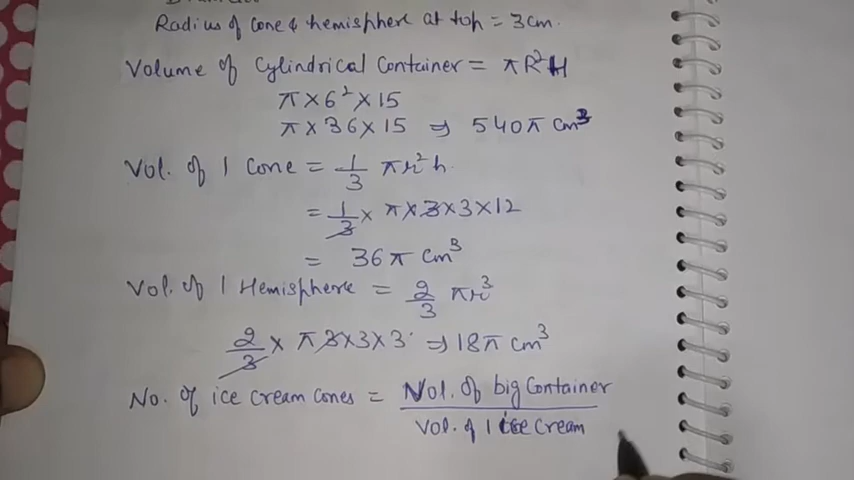 Radius of cone & hemisphere at top = 3cm.
Volume of Cylindrical Container = πR²H
π×6²×15
π×36×15 ⇒ 540π cm³
Vol. of 1 Cone = 1/3 πr²h.
= 1/3 × π×3×3×12
= 36π cm³
Vol. of 1 Hemisphere = 2/3 πr³
2/3 × π 3×3×3 ⇒ 18π cm³
No. of ice cream cones = Vol. of big Container / Vol. of 1 ice cream